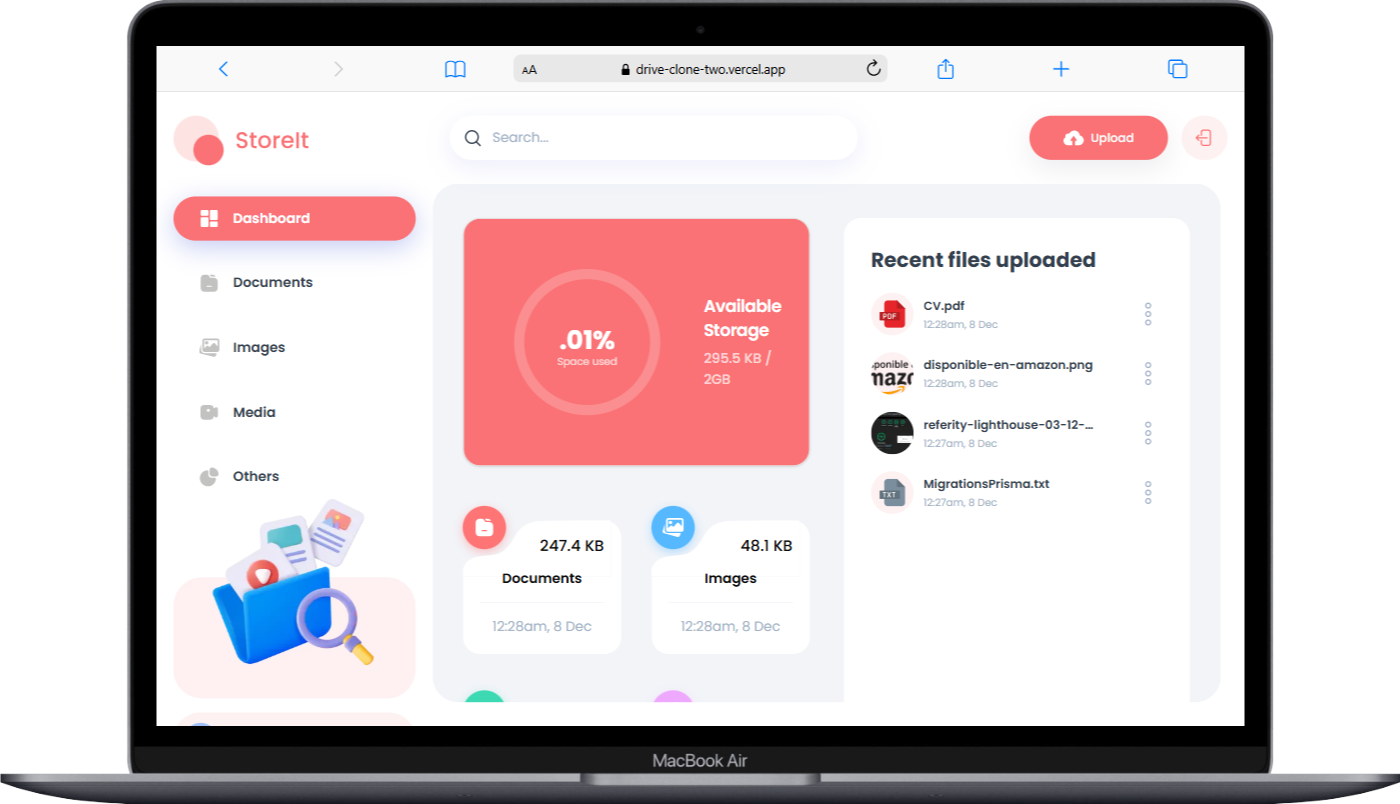 AA
drive-clone-two.vercel.app
StoreIt
Search...
Upload
Dashboard
Documents
Images
Media
Others
.01%
Space used
Available
Storage
295.5 KB /
2GB
247.4 KB
Documents
12:28am, 8 Dec
48.1 KB
Images
12:28am, 8 Dec
Recent files uploaded
PDF
CV.pdf
12:28am, 8 Dec
disponible-en-amazon.png
12:28am, 8 Dec
referity-lighthouse-03-12-...
12:27am, 8 Dec
TXT
MigrationsPrisma.txt
12:27am, 8 Dec
MacBook Air